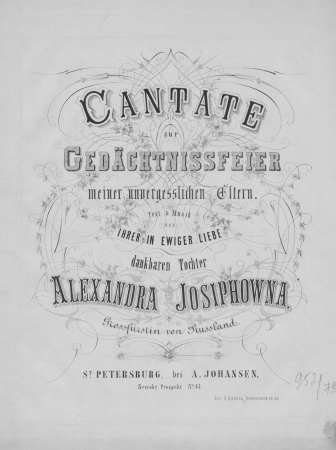 CANTATE
zur
GEDÄCHTNISSFEIER
meiner unvergesslichen Eltern.
Text & Musik
von
IHRER IN EWIGER LIEBE
dankbaren Tochter
ALEXANDRA JOSIPHOWNA,
Grossfürstin von Russland.
ST PETERSBURG, bei A. JOHANSEN,
Newsky Prospekt No 44